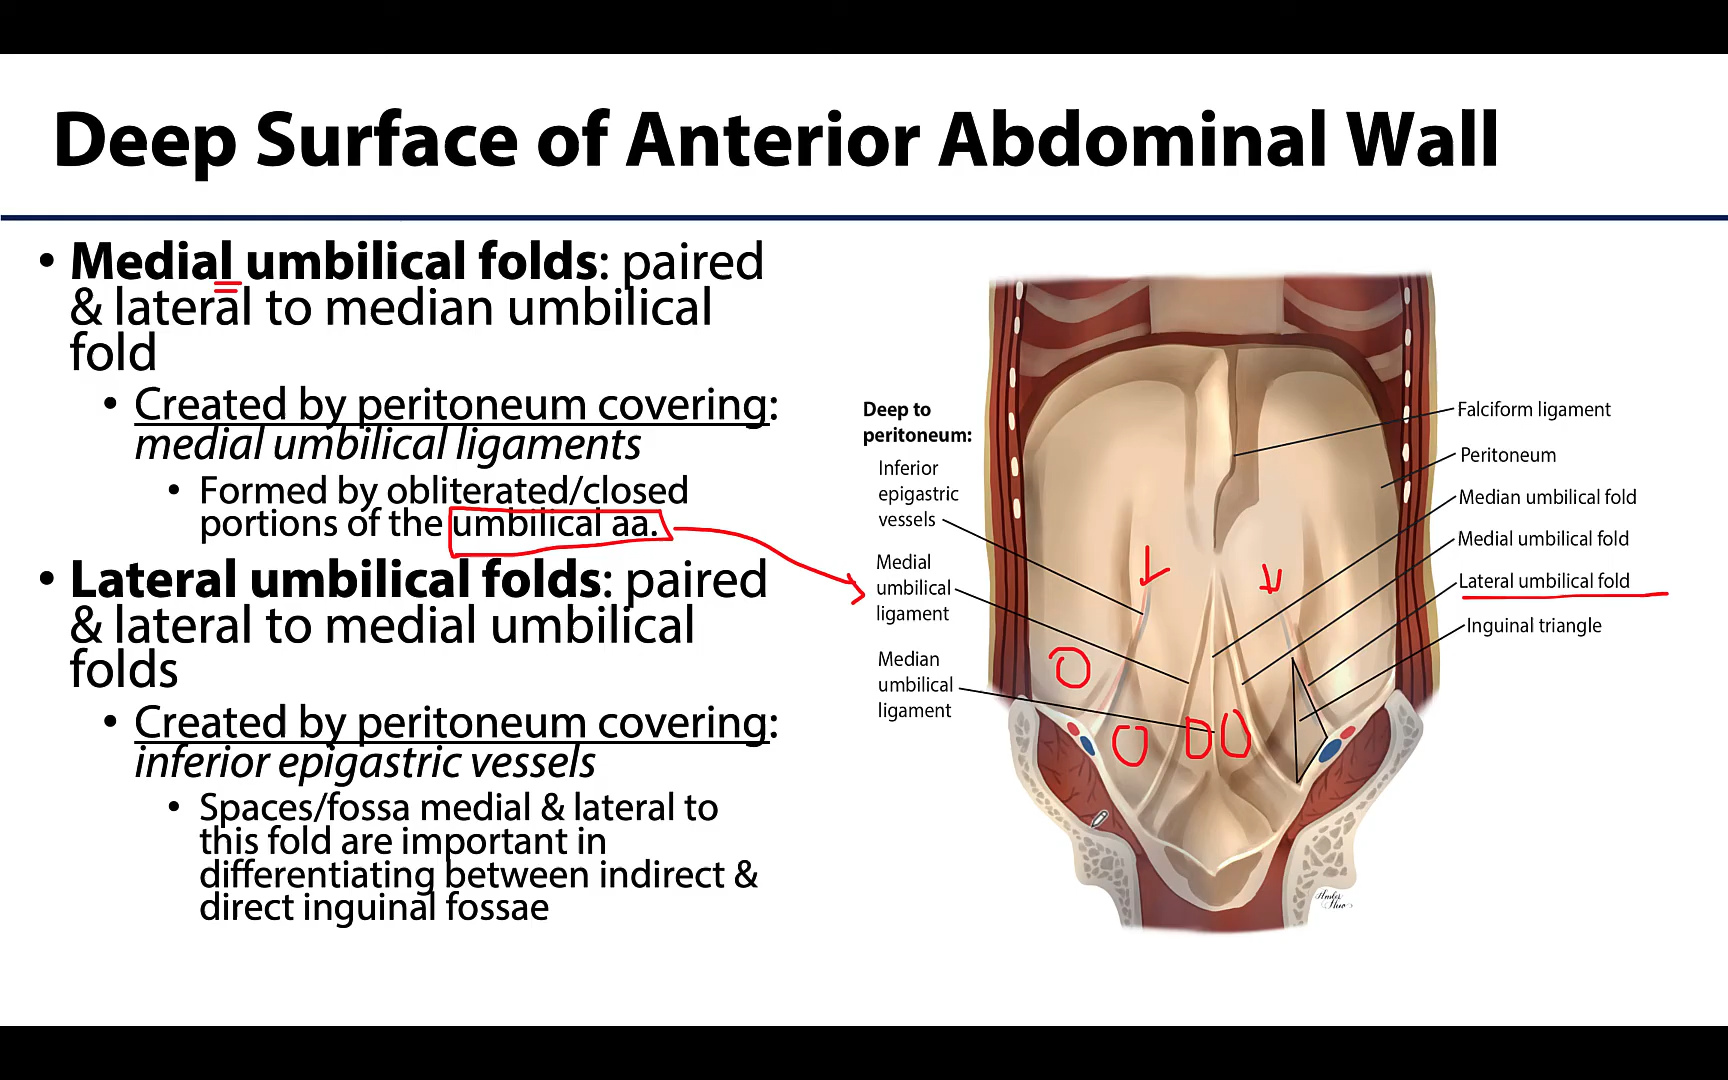 Deep Surface of Anterior Abdominal Wall
• Medial umbilical folds: paired
& lateral to median umbilical
fold
• Created by peritoneum covering:
medial umbilical ligaments
• Formed by obliterated/closed
portions of the umbilical aa.
• Lateral umbilical folds: paired
& lateral to medial umbilical
folds
• Created by peritoneum covering:
inferior epigastric vessels
• Spaces/fossa medial & lateral to
this fold are important in
differentiating between indirect &
direct inguinal fossae
Deep to
peritoneum:
Inferior
epigastric
vessels
Medial
umbilical
ligament
Median
umbilical
ligament
Falciform ligament
Peritoneum
Median umbilical fold
Medial umbilical fold
Lateral umbilical fold
Inguinal triangle